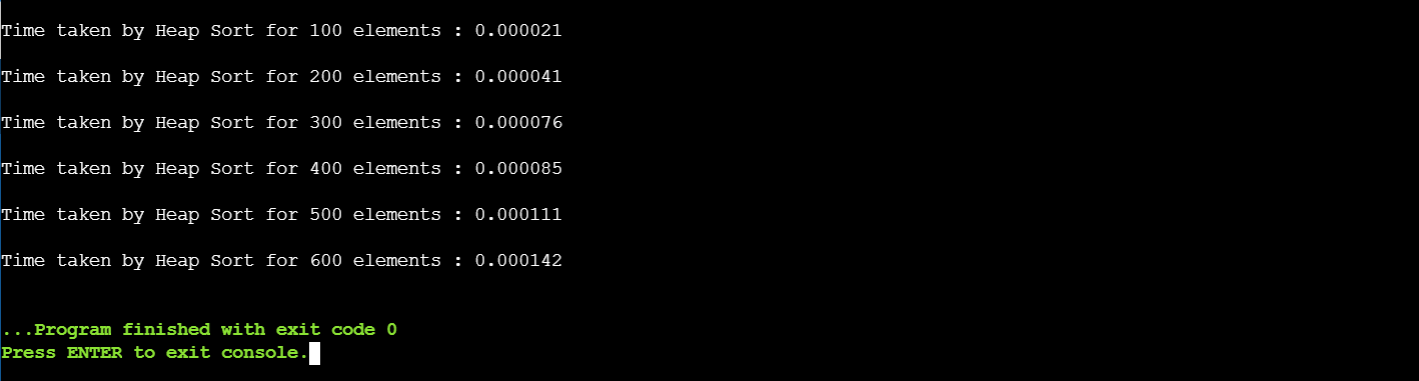 Time taken by Heap Sort for 100 elements : 0.000021
Time taken by Heap Sort for 200 elements : 0.000041
Time taken by Heap Sort for 300 elements : 0.000076
Time taken by Heap Sort for 400 elements : 0.000085
Time taken by Heap Sort for 500 elements : 0.000111
Time taken by Heap Sort for 600 elements : 0.000142
...Program finished with exit code 0
Press ENTER to exit console.